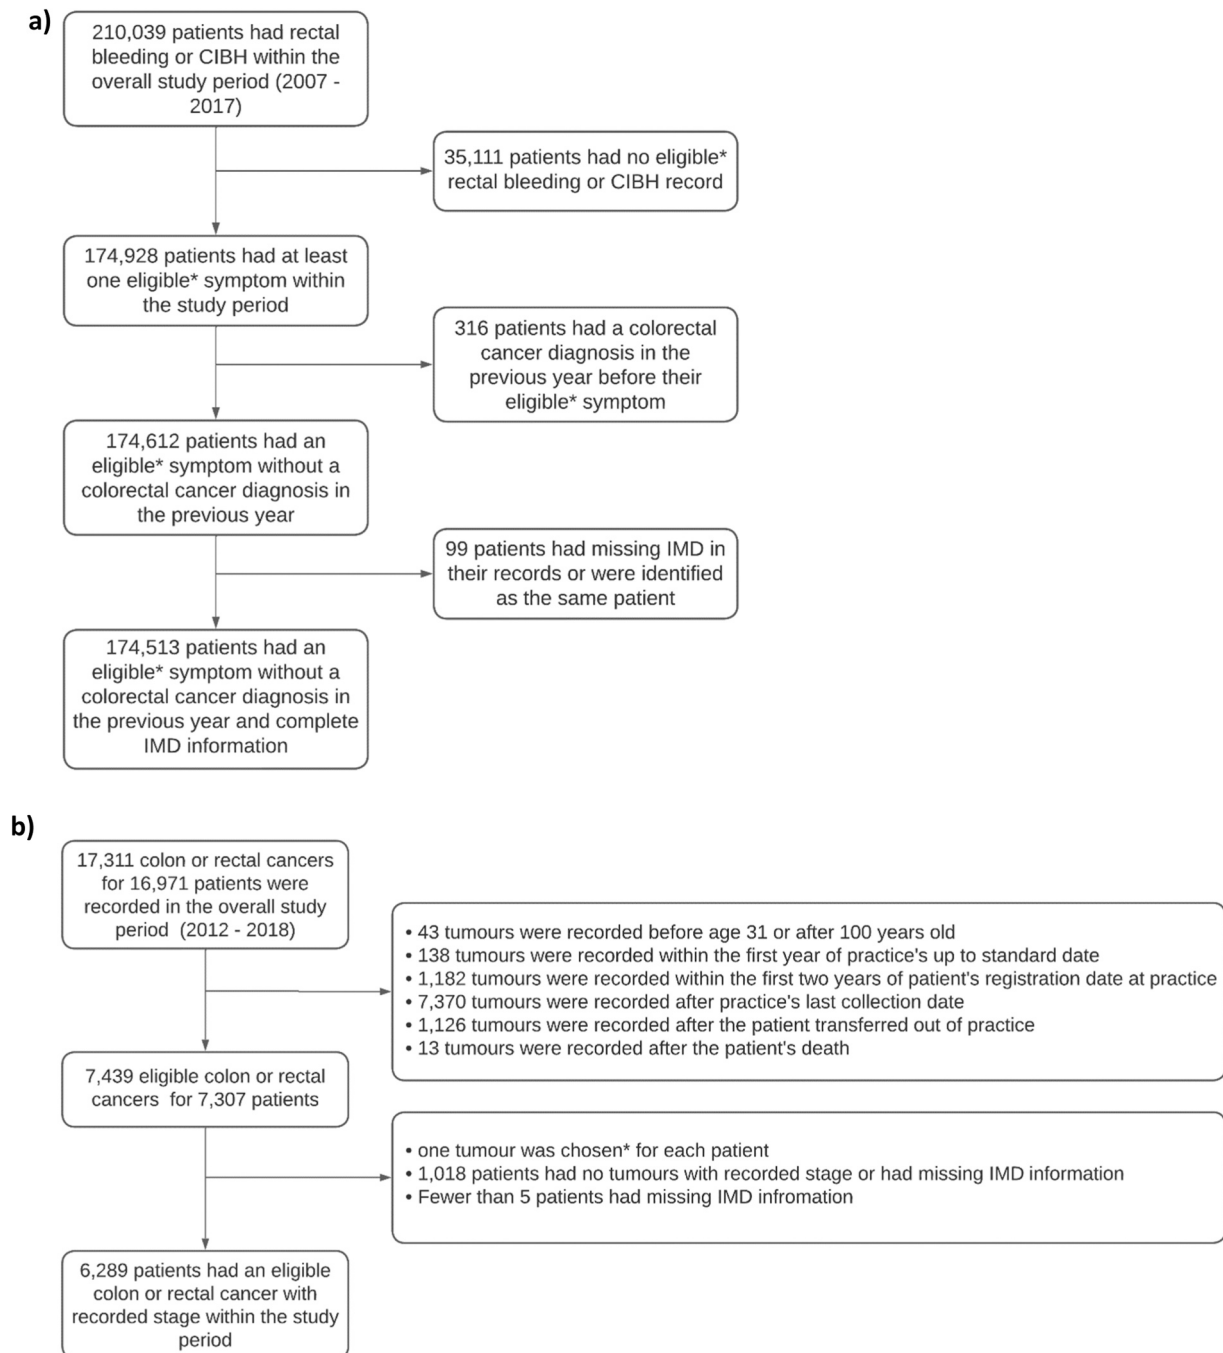 a)
210,039 patients had rectal
bleeding or CIBH within the
overall study period (2007 -
2017)
35,111 patients had no eligible*
rectal bleeding or CIBH record
174,928 patients had at least
one eligible* symptom within
the study period
316 patients had a colorectal
cancer diagnosis in the
previous year before their
eligible* symptom
174,612 patients had an
eligible* symptom without a
colorectal cancer diagnosis in
the previous year
99 patients had missing IMD in
their records or were identified
as the same patient
174,513 patients had an
eligible* symptom without a
colorectal cancer diagnosis in
the previous year and complete
IMD information
b)
17,311 colon or rectal cancers
for 16,971 patients were
recorded in the overall study
period (2012 - 2018)
• 43 tumours were recorded before age 31 or after 100 years old
• 138 tumours were recorded within the first year of practice's up to standard date
• 1,182 tumours were recorded within the first two years of patient's registration date at practice
• 7,370 tumours were recorded after practice's last collection date
• 1,126 tumours were recorded after the patient transferred out of practice
• 13 tumours were recorded after the patient's death
7,439 eligible colon or rectal
cancers for 7,307 patients
• one tumour was chosen* for each patient
• 1,018 patients had no tumours with recorded stage or had missing IMD information
• Fewer than 5 patients had missing IMD infromation
6,289 patients had an eligible
colon or rectal cancer with
recorded stage within the study
period